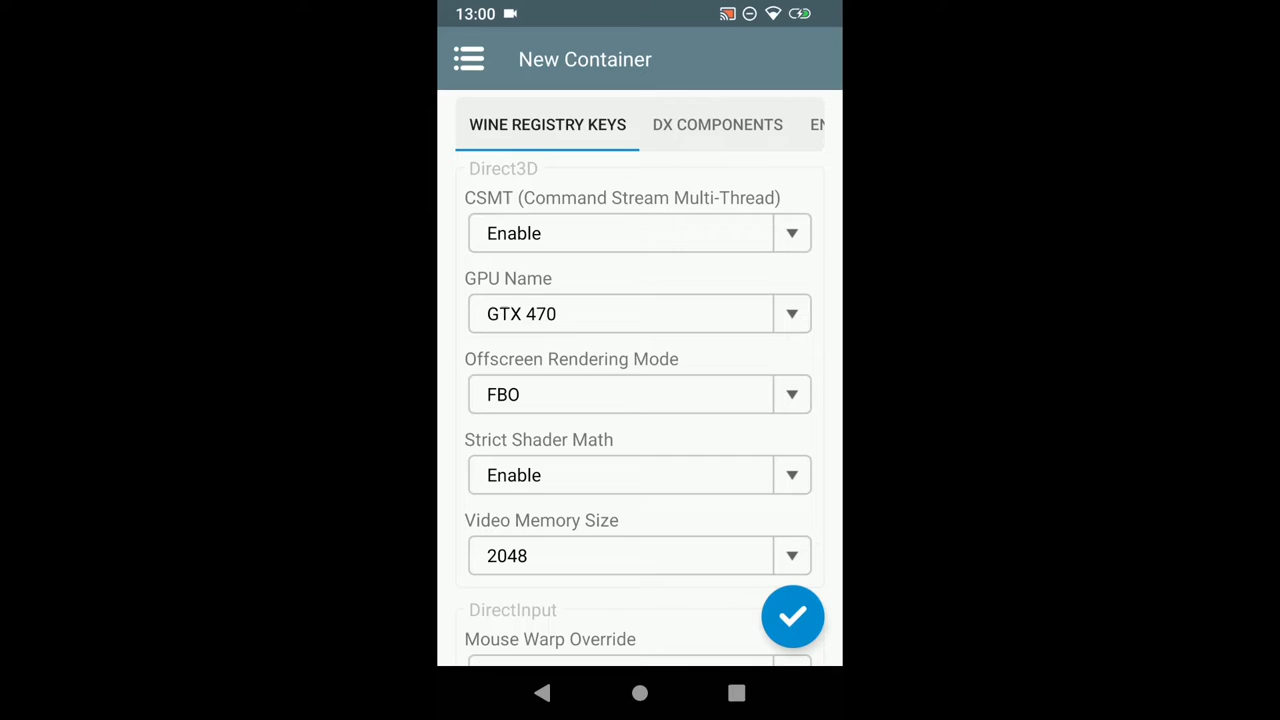 13:00
New Container
WINE REGISTRY KEYS DX COMPONENTS EN
Direct3D
CSMT (Command Stream Multi-Thread)
Enable
GPU Name
GTX 470
Offscreen Rendering Mode
FBO
Strict Shader Math
Enable
Video Memory Size
2048
DirectInput
Mouse Warp Override